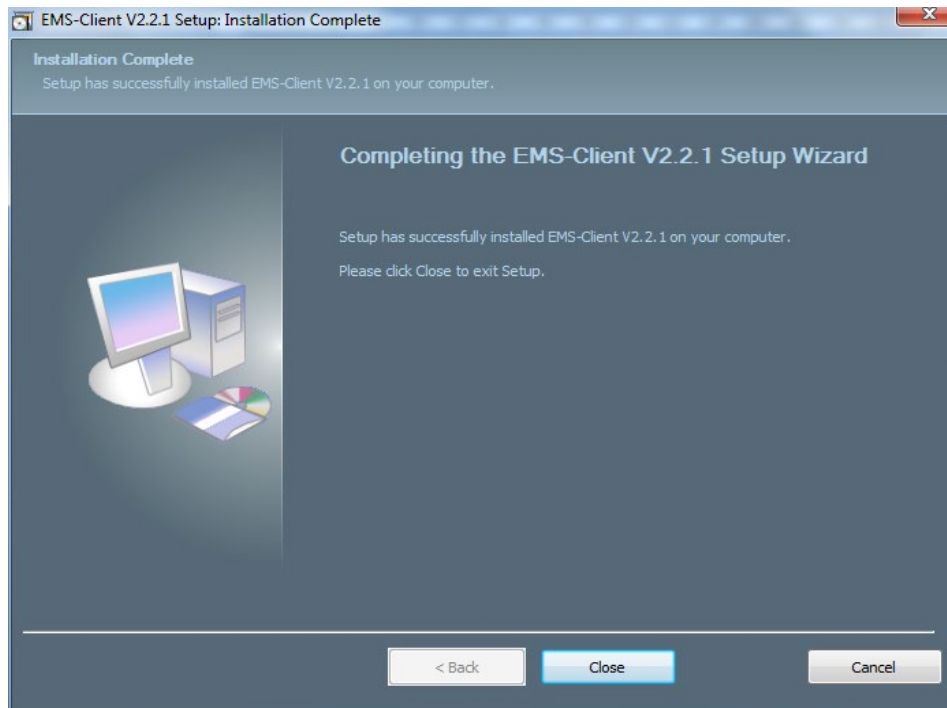 EMS-Client V2.2.1 Setup: Installation Complete
Installation Complete
Setup has successfully installed EMS-Client V2.2.1 on your computer.
Completing the EMS-Client V2.2.1 Setup Wizard
Setup has successfully installed EMS-Client V2.2.1 on your computer.
Please click Close to exit Setup.
< Back Close Cancel